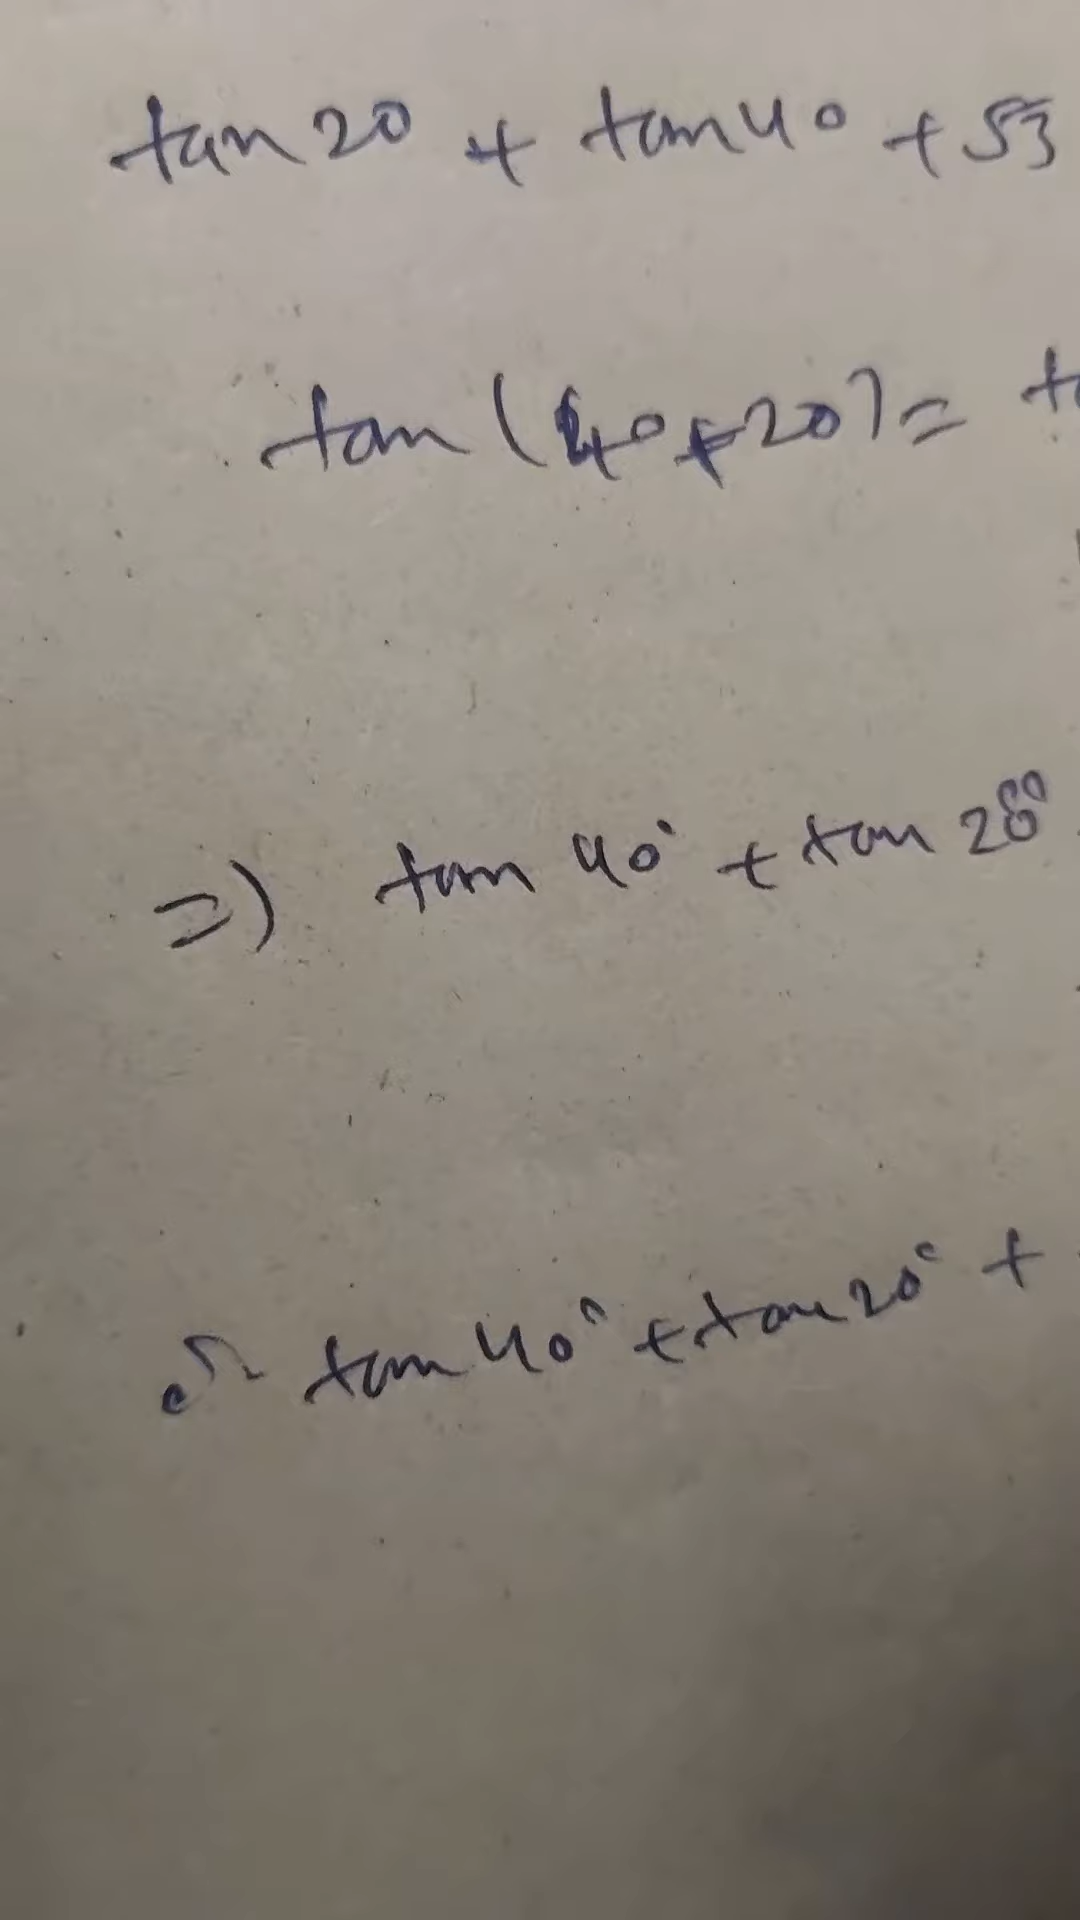 tan 20 + tan 40 + √3
tan (40+20) =
=) tan 40° + tan 20°
tan 40° + tan 20° +